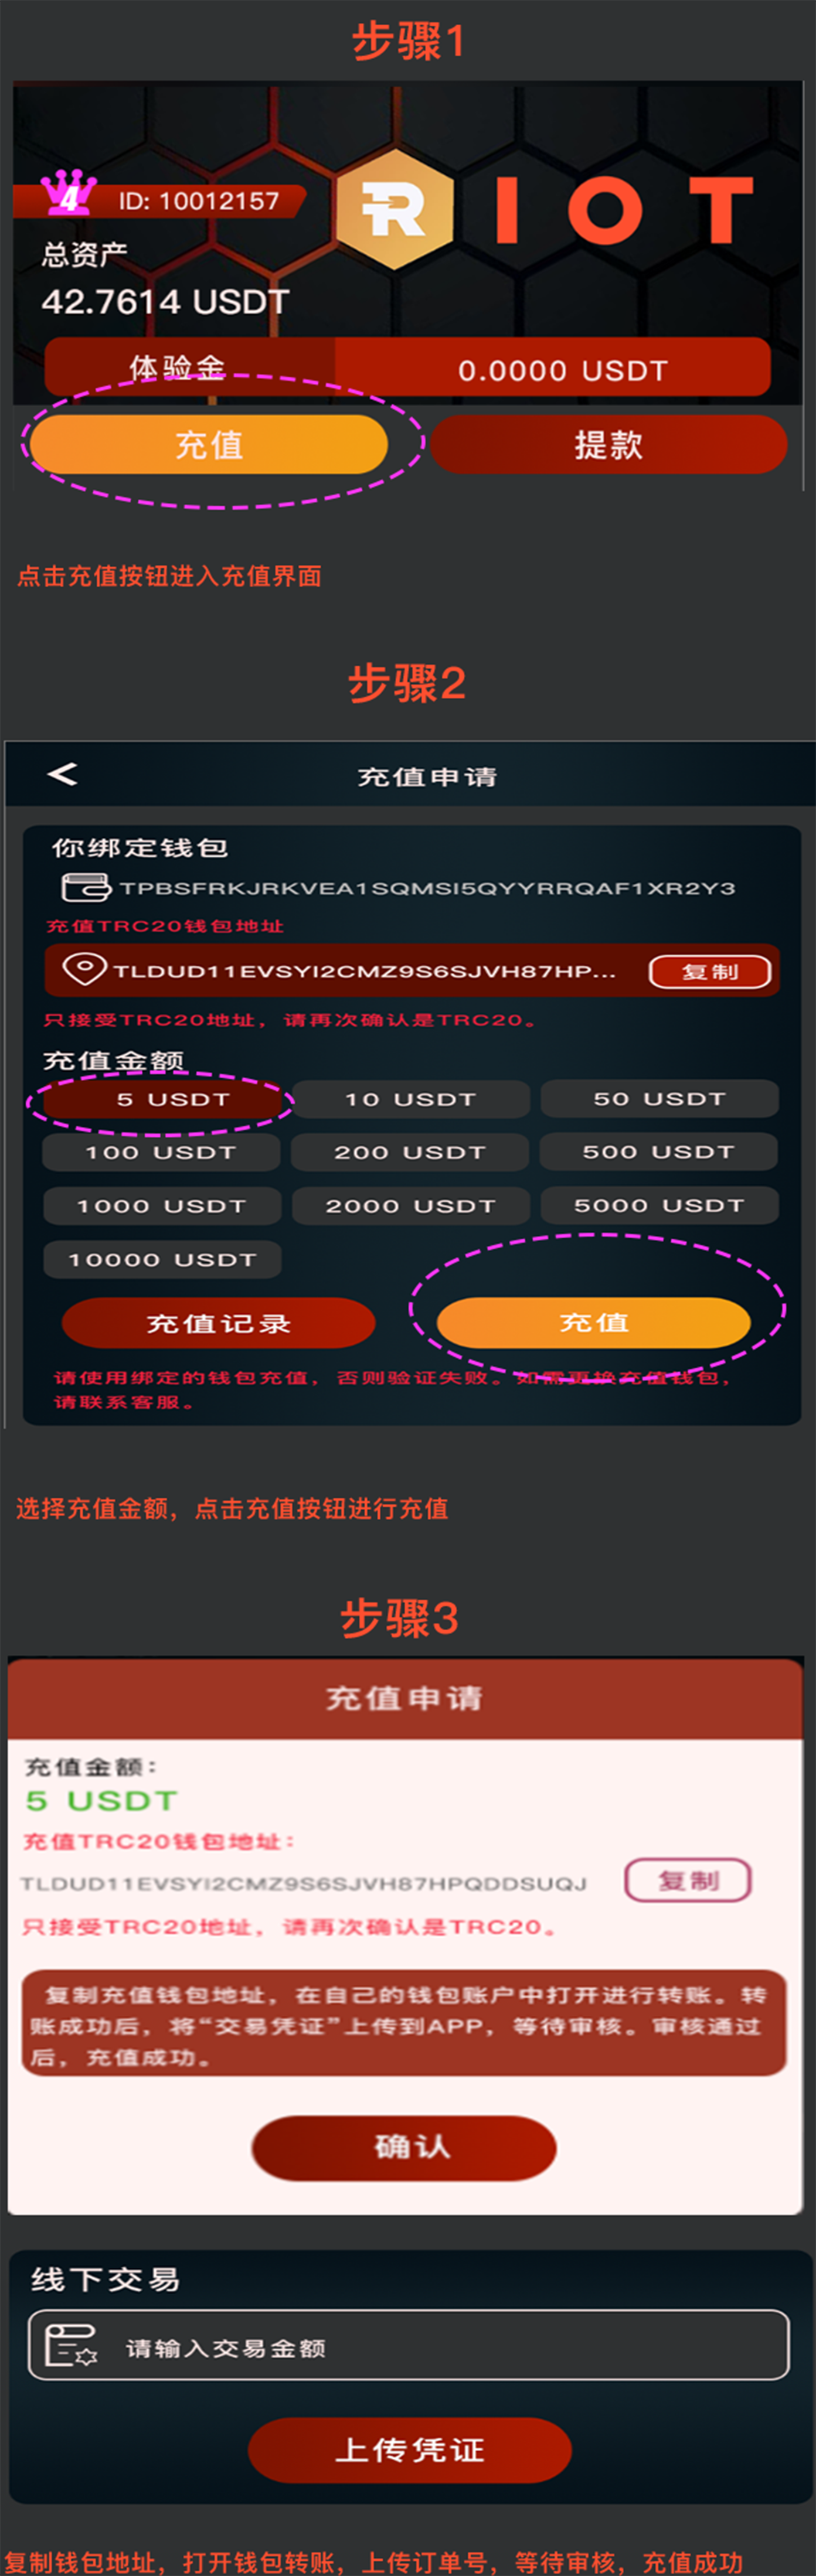 步骤1
R I O T
4
ID: 10012157
总资产
42.7614 USDT
体验金 0.0000 USDT
充值 提款
点击充值按钮进入充值界面
步骤2
充值申请
你绑定钱包
TPBSFRKJRKVEA1SQMSI5QYYRRQAF1XR2Y3
充值TRC20钱包地址
TLDUD11EVSYI2CMZ9S6SJVH87HP... 复制
只接受TRC20地址，请再次确认是TRC20。
充值金额
5 USDT 10 USDT 50 USDT
100 USDT 200 USDT 500 USDT
1000 USDT 2000 USDT 5000 USDT
10000 USDT
充值记录 充值
请使用绑定的钱包充值，否则验证失败。如需更换充值钱包，
请联系客服。
选择充值金额，点击充值按钮进行充值
步骤3
充值申请
充值金额：
5 USDT
充值TRC20钱包地址：
TLDUD11EVSYI2CMZ9S6SJVH87HPQDDSUQJ 复制
只接受TRC20地址，请再次确认是TRC20。
复制充值钱包地址，在自己的钱包账户中打开进行转账。转
账成功后，将“交易凭证”上传到APP，等待审核。审核通过
后，充值成功。
确认
线下交易
请输入交易金额
上传凭证
复制钱包地址，打开钱包转账，上传订单号，等待审核，充值成功